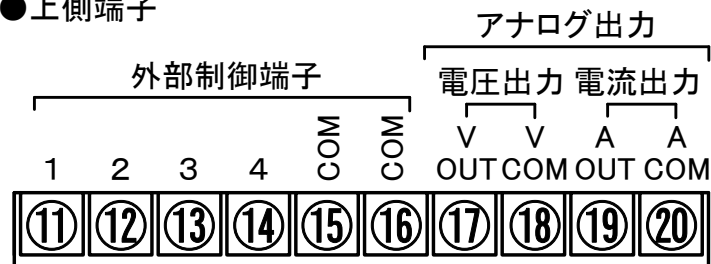 ●上側端子
アナログ出力
外部制御端子
電圧出力 電流出力
1 2 3 4 COM COM V OUT V COM A OUT A COM
⑪ ⑫ ⑬ ⑭ ⑮ ⑯ ⑰ ⑱ ⑲ ⑳